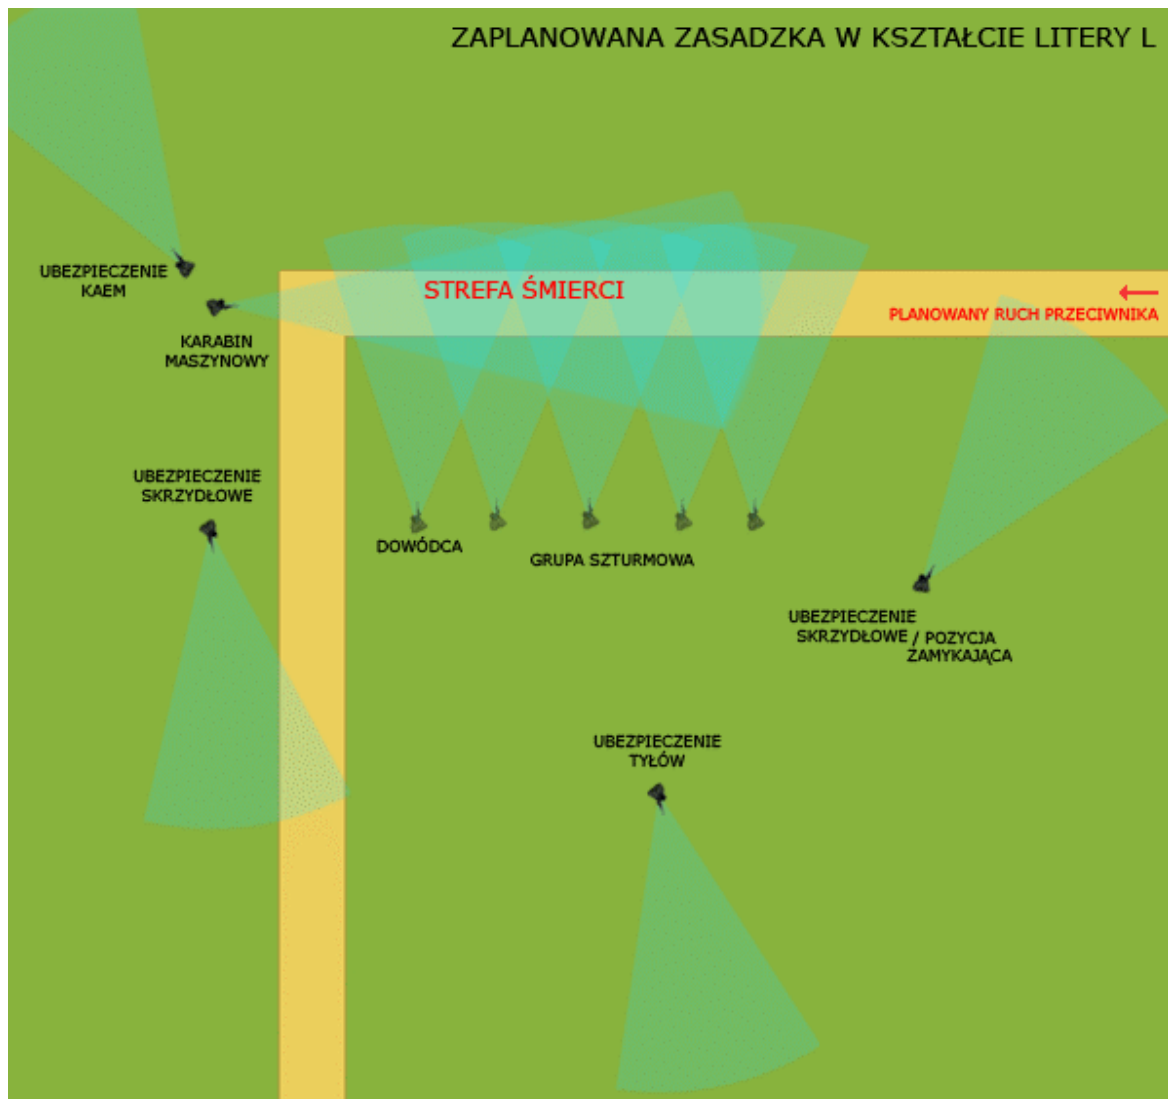 ZAPLANOWANA ZASADZKA W KSZTAŁCIE LITERY L
UBEZPIECZENIE
KAEM
STREFA ŚMIERCI
PLANOWANY RUCH PRZECIWNIKA
KARABIN
MASZYNOWY
UBEZPIECZENIE
SKRZYDŁOWE
DOWÓDCA
GRUPA SZTURMOWA
UBEZPIECZENIE
SKRZYDŁOWE / POZYCJA
ZAMYKAJĄCA
UBEZPIECZENIE
TYŁÓW